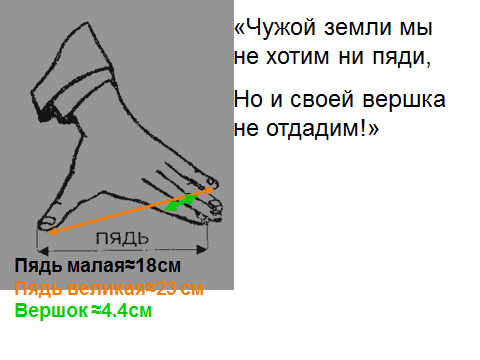 «Чужой земли мы
не хотим ни пяди,
Но и своей вершка
не отдадим!»
ПЯДЬ
Пядь малая≈18см
Пядь великая≈23 см
Вершок ≈4.4см